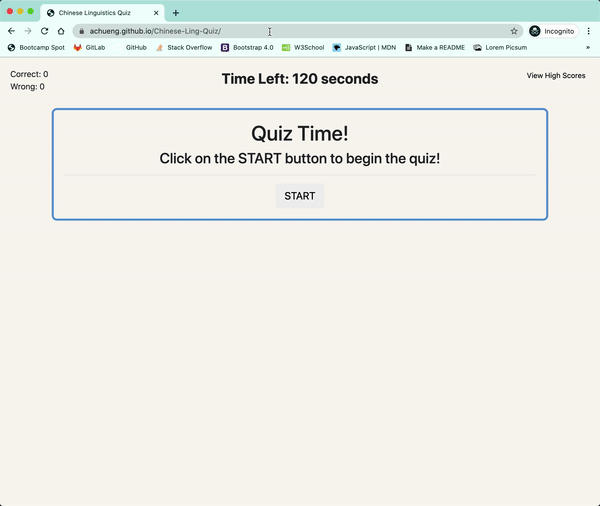 Chinese Linguistics Quiz
achueng.github.io/Chinese-Ling-Quiz/
Incognito
Bootcamp Spot GitLab GitHub Stack Overflow Bootstrap 4.0 W3School JavaScript | MDN Make a README Lorem Picsum »
Correct: 0
Wrong: 0
Time Left: 120 seconds
View High Scores
Quiz Time!
Click on the START button to begin the quiz!
START